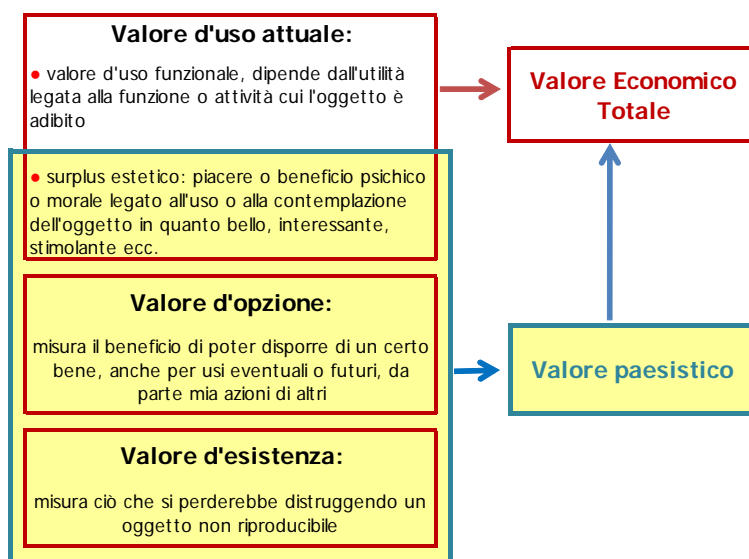 Valore d'uso attuale:
● valore d'uso funzionale, dipende dall'utilità
legata alla funzione o attività cui l'oggetto è
adibito
● surplus estetico: piacere o beneficio psichico
o morale legato all'uso o alla contemplazione
dell'oggetto in quanto bello, interessante,
stimolante ecc.
Valore d'opzione:
misura il beneficio di poter disporre di un certo
bene, anche per usi eventuali o futuri, da
parte mia azioni di altri
Valore d'esistenza:
misura ciò che si perderebbe distruggendo un
oggetto non riproducibile
Valore Economico
Totale
Valore paesistico